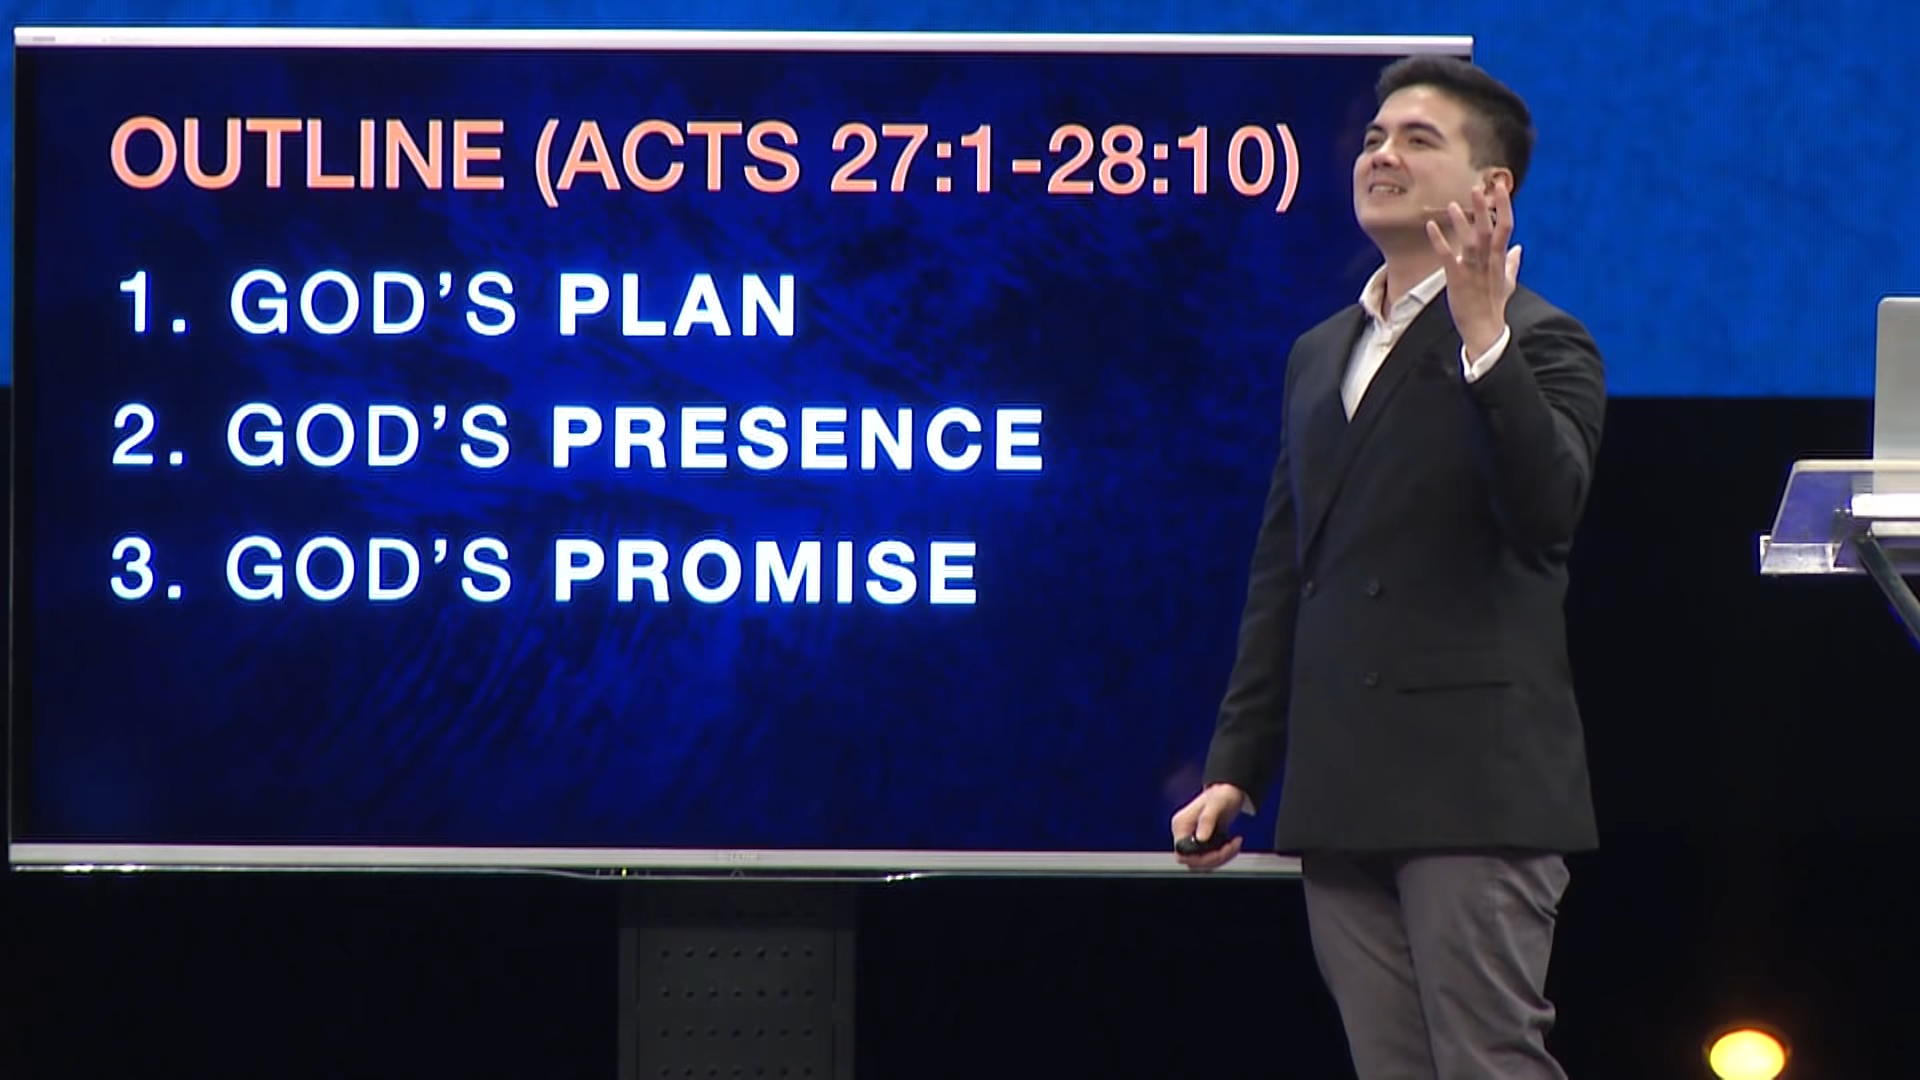 OUTLINE (ACTS 27:1-28:10)
1. GOD’S PLAN
2. GOD’S PRESENCE
3. GOD’S PROMISE